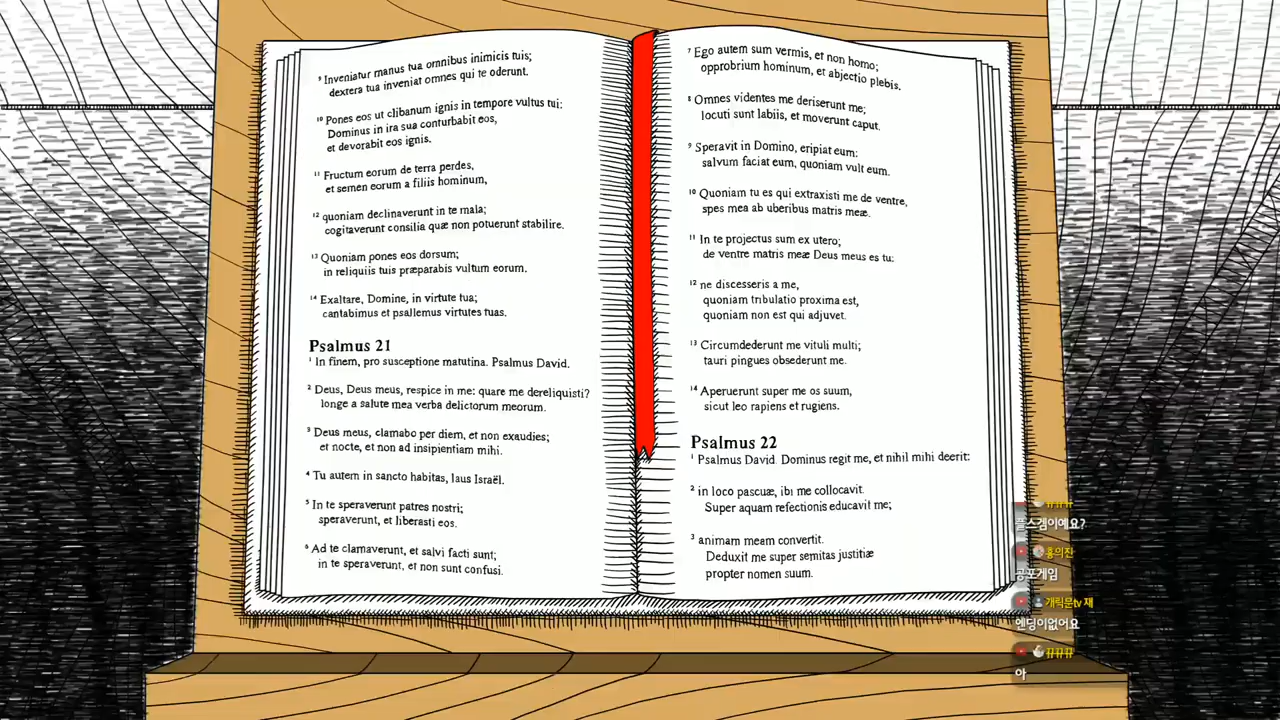 9 Inveniatur manus tua omnibus inimicis tuis;
dextera tua inveniat omnes qui te oderunt.
10 Pones eos ut clibanum ignis in tempore vultus tui:
Dominus in ira sua conturbabit eos,
et devorabit eos ignis.
11 Fructum eorum de terra perdes,
et semen eorum a filiis hominum,
12 quoniam declinaverunt in te mala;
cogitaverunt consilia quæ non potuerunt stabilire.
13 Quoniam pones eos dorsum;
in reliquiis tuis præparabis vultum eorum.
14 Exaltare, Domine, in virtute tua;
cantabimus et psallemus virtutes tuas.
Psalmus 21
1 In finem, pro susceptione matutina. Psalmus David.
2 Deus, Deus meus, respice in me: quare me dereliquisti?
longe a salute mea verba delictorum meorum.
3 Deus meus, clamabo per diem, et non exaudies;
et nocte, et non ad insipientiam mihi.
4 Tu autem in sancto habitas, laus Israël.
5 In te speraverunt patres nostri;
speraverunt, et liberasti eos.
6 Ad te clamaverunt, et salvi facti sunt;
in te speraverunt, et non sunt confusi.
7 Ego autem sum vermis, et non homo;
opprobrium hominum, et abjectio plebis.
8 Omnes videntes me deriserunt me;
locuti sunt labiis, et moverunt caput.
9 Speravit in Domino, eripiat eum:
salvum faciat eum, quoniam vult eum.
10 Quoniam tu es qui extraxisti me de ventre,
spes mea ab uberibus matris meæ.
11 In te projectus sum ex utero;
de ventre matris meæ Deus meus es tu:
12 ne discesseris a me,
quoniam tribulatio proxima est,
quoniam non est qui adjuvet.
13 Circumdederunt me vituli multi;
tauri pingues obsederunt me.
14 Aperuerunt super me os suum,
sicut leo rapiens et rugiens.
Psalmus 22
1 Psalmus David. Dominus regit me, et nihil mihi deerit:
2 in loco pascuæ, ibi me collocavit.
Super aquam refectionis educavit me;
3 animam meam convertit.
Deduxit me super semitas justitiæ
propter nomen suum.
뀨뀨뀨
홍의진
공포게임
개릭문tv 재
엔딩이없어요
뀨뀨뀨
아